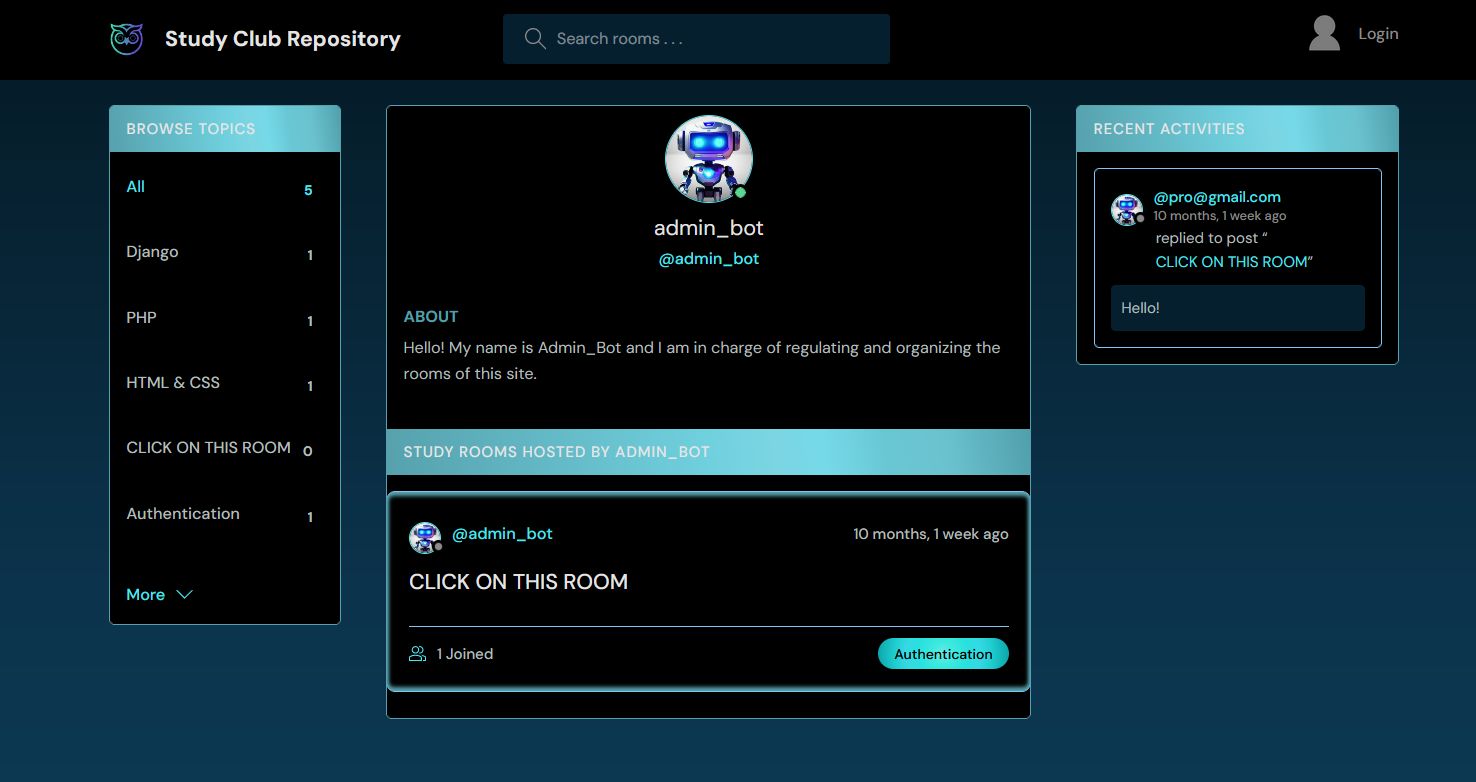 Study Club Repository
Search rooms . . .
Login
BROWSE TOPICS
All 5
Django 1
PHP 1
HTML & CSS 1
CLICK ON THIS ROOM 0
Authentication 1
More
admin_bot
@admin_bot
ABOUT
Hello! My name is Admin_Bot and I am in charge of regulating and organizing the
rooms of this site.
STUDY ROOMS HOSTED BY ADMIN_BOT
@admin_bot 10 months, 1 week ago
CLICK ON THIS ROOM
1 Joined Authentication
RECENT ACTIVITIES
@pro@gmail.com
10 months, 1 week ago
replied to post “
CLICK ON THIS ROOM”
Hello!